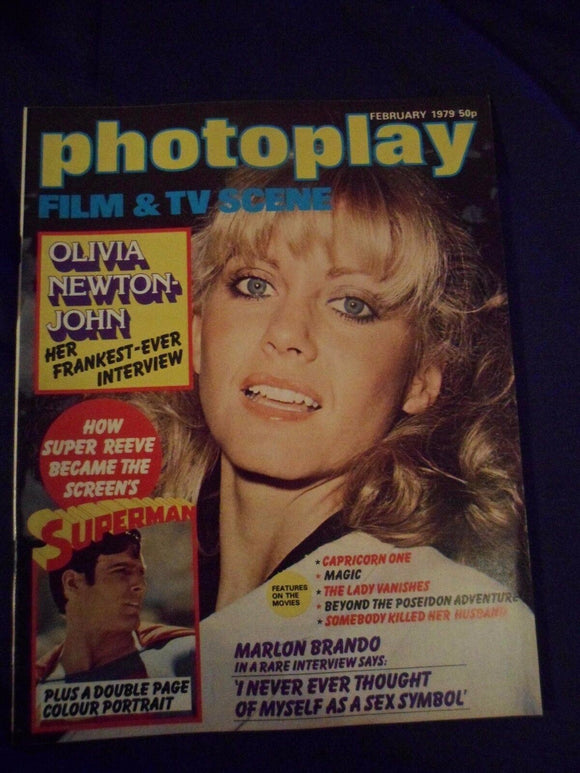 FEBRUARY 1979 50p
photoplay
FILM & TV SCENE
OLIVIA
NEWTON-
JOHN
HER
FRANKEST-EVER
INTERVIEW
HOW
SUPER REEVE
BECAME THE
SCREEN'S
SUPERMAN
PLUS A DOUBLE PAGE
COLOUR PORTRAIT
FEATURES
ON THE
MOVIES
* CAPRICORN ONE
* MAGIC
* THE LADY VANISHES
* BEYOND THE POSEIDON ADVENTURE
* SOMEBODY KILLED HER HUSBAND
MARLON BRANDO
IN A RARE INTERVIEW SAYS:
'I NEVER EVER THOUGHT
OF MYSELF AS A SEX SYMBOL'